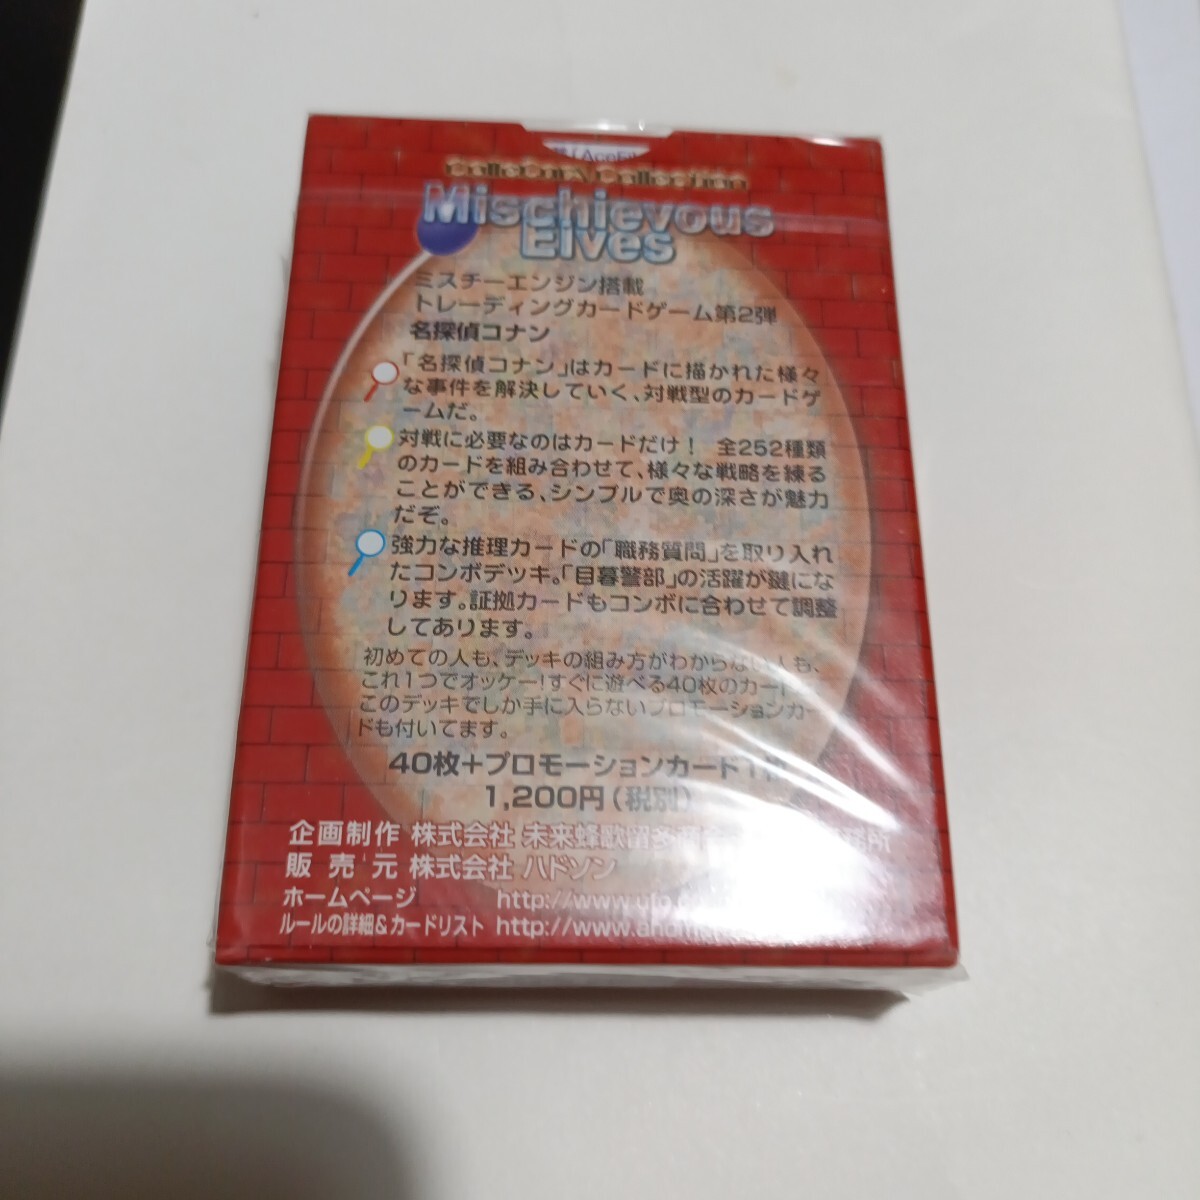 Mischievous
Elves
ミスチーエンジン搭載
トレーディングカードゲーム第2弾
名探偵コナン
「名探偵コナン」はカードに描かれた様々
な事件を解決していく、対戦型のカードゲ
ームだ。
対戦に必要なのはカードだけ！ 全252種類
のカードを組み合わせて、様々な戦略を練る
ことができる、シンプルで奥の深さが魅力
だぞ。
強力な推理カードの「職務質問」を取り入れ
たコンボデッキ。「目暮警部」の活躍が鍵にな
ります。証拠カードもコンボに合わせて調整
してあります。
初めての人も、デッキの組み方がわからない人も、
これ1つでオッケー！すぐに遊べる40枚のカード
このデッキでしか手に入らないプロモーションカー
ドも付いてます。
40枚＋プロモーションカード1枚
1,200円（税別）
企画制作 株式会社 未来蜂歌留多
販売元 株式会社 ハドソン
ホームページ http://www.ufo.
ルールの詳細&カードリスト http://www.